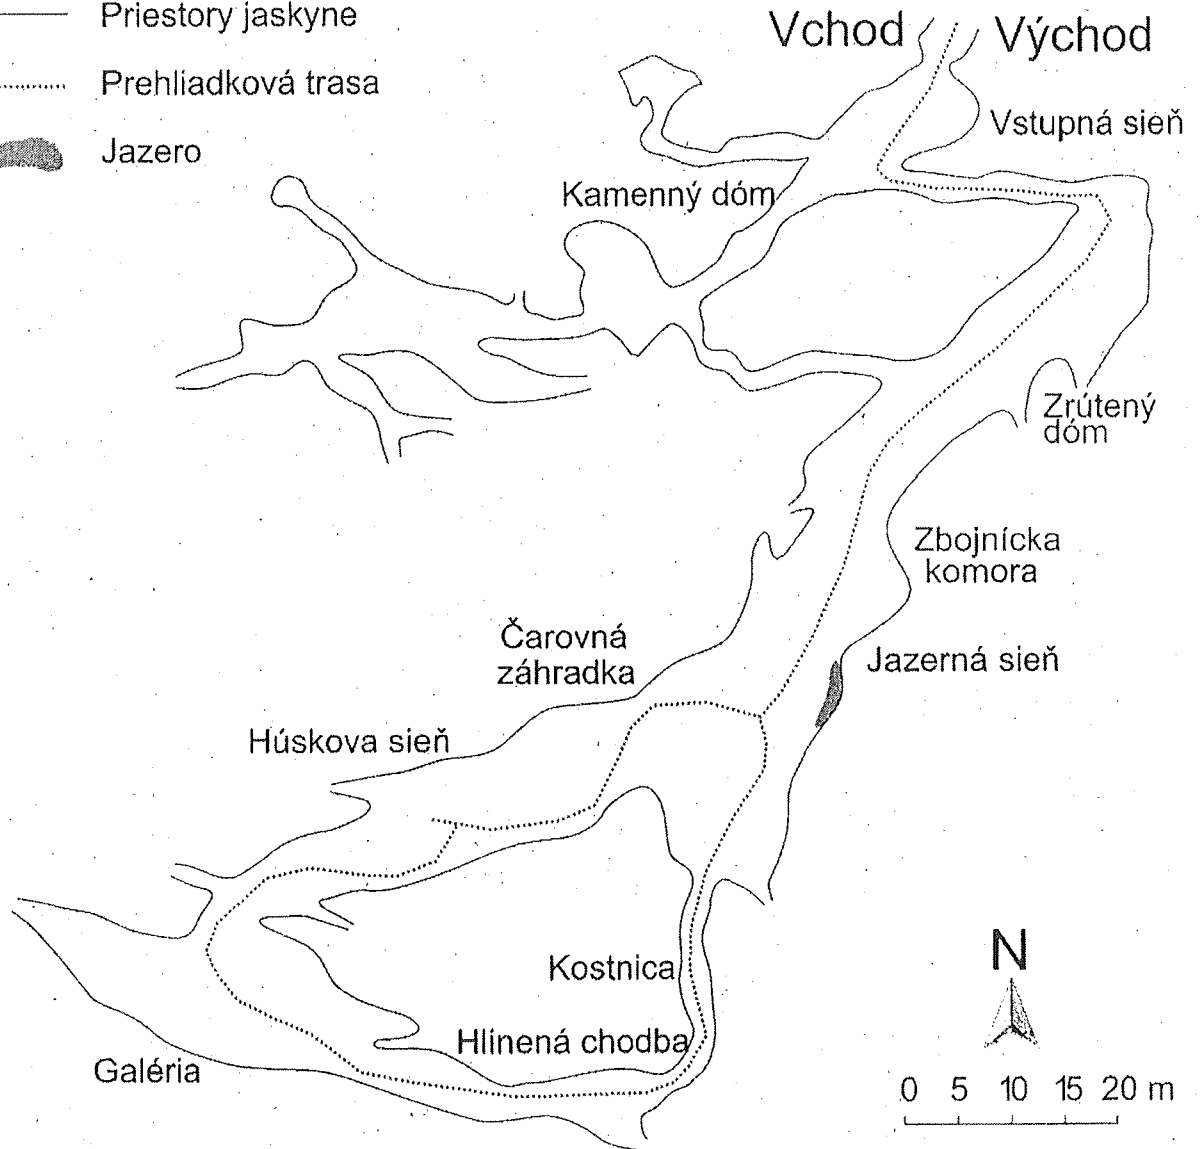 Priestory jaskyne
Prehliadková trasa
Jazero
Vchod
Východ
Vstupná sieň
Kamenný dóm
Zrútený
dóm
Zbojnícka
komora
Čarovná
záhradka
Jazerná sieň
Húskova sieň
Kostnica
Hlinená chodba
Galéria
N
0 5 10 15 20 m